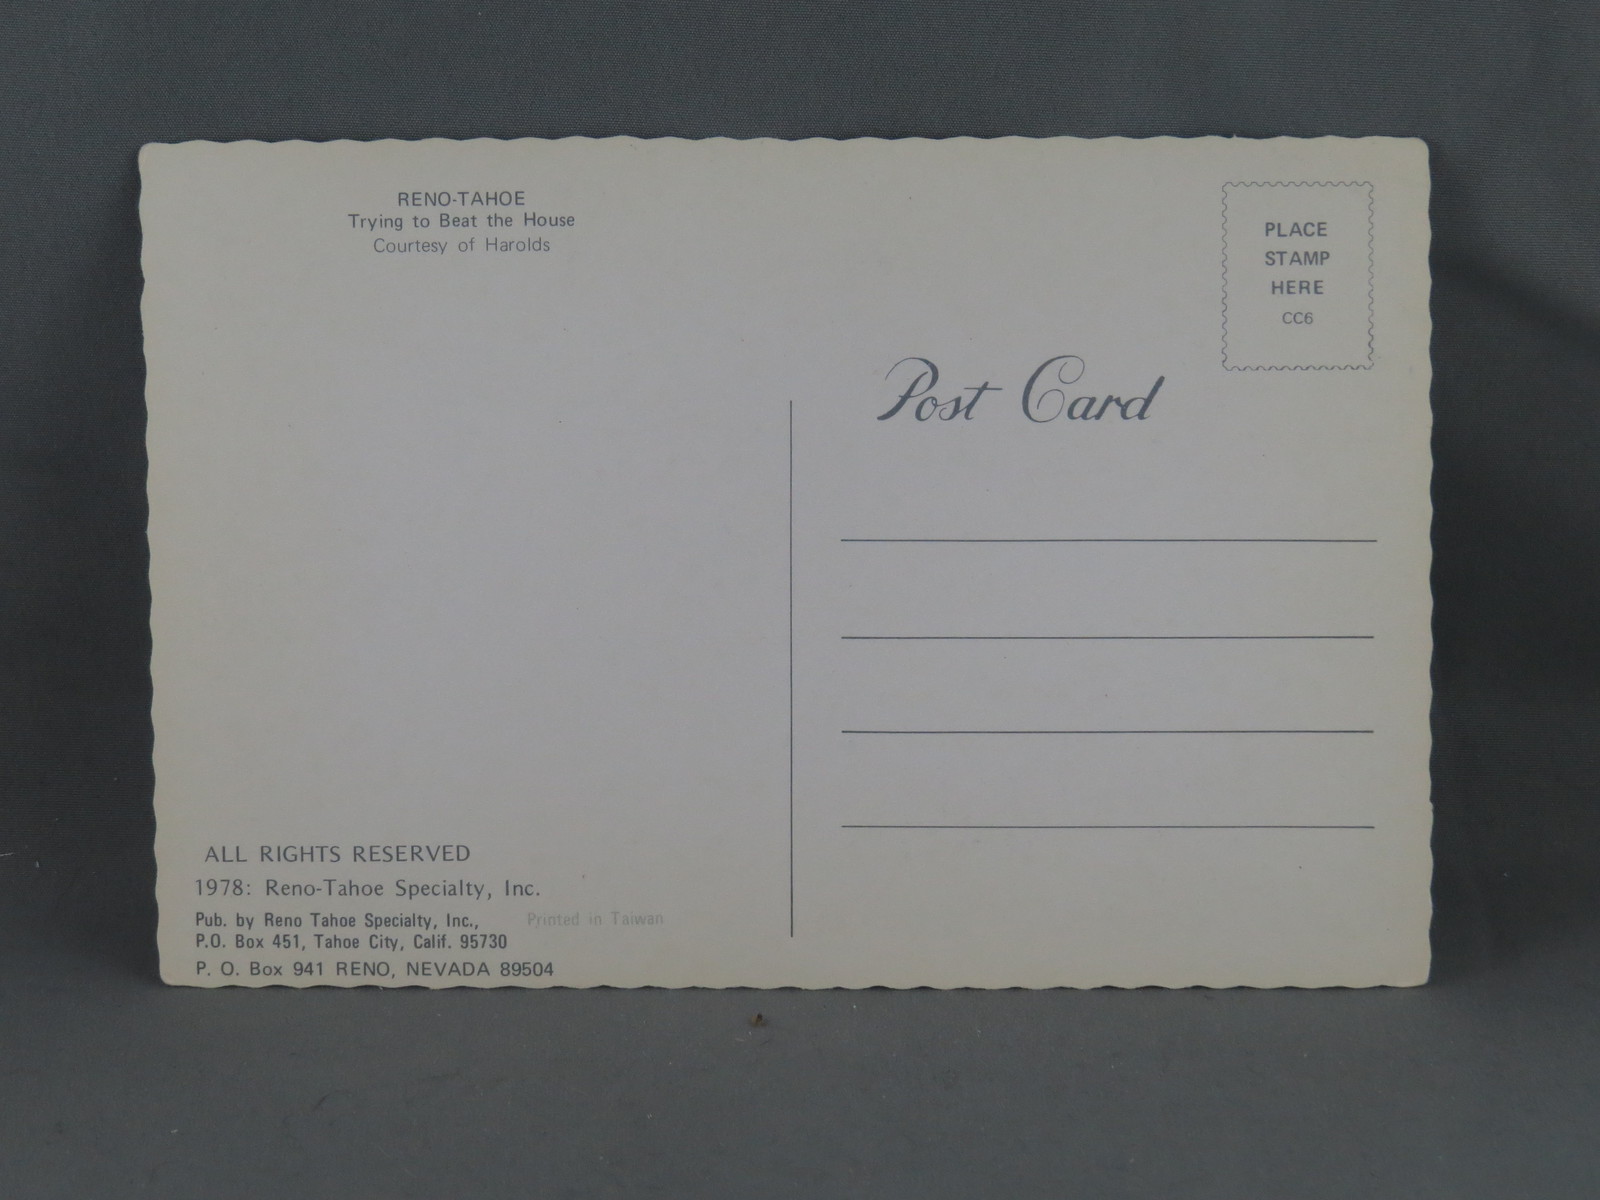 RENO-TAHOE
Trying to Beat the House
Courtesy of Harolds
PLACE
STAMP
HERE
CC6
Post Card
ALL RIGHTS RESERVED
1978: Reno-Tahoe Specialty, Inc.
Pub. by Reno Tahoe Specialty, Inc., Printed in Taiwan
P.O. Box 451, Tahoe City, Calif. 95730
P. O. Box 941 RENO, NEVADA 89504